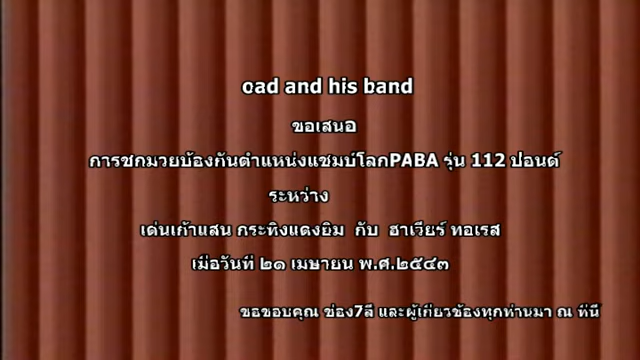 oad and his band
ขอเสนอ
การชกมวยป้องกันตำแหน่งแชมป์โลกPABA รุ่น 112 ปอนด์
ระหว่าง
เด่นเก้าแสน กระทิงแดงยิม กับ ฮาเวียร์ ทอเรส
เมื่อวันที่ ๒๑ เมษายน พ.ศ.๒๕๔๓
ขอขอบคุณ ช่อง7สี และผู้เกี่ยวข้องทุกท่านมา ณ ที่นี้